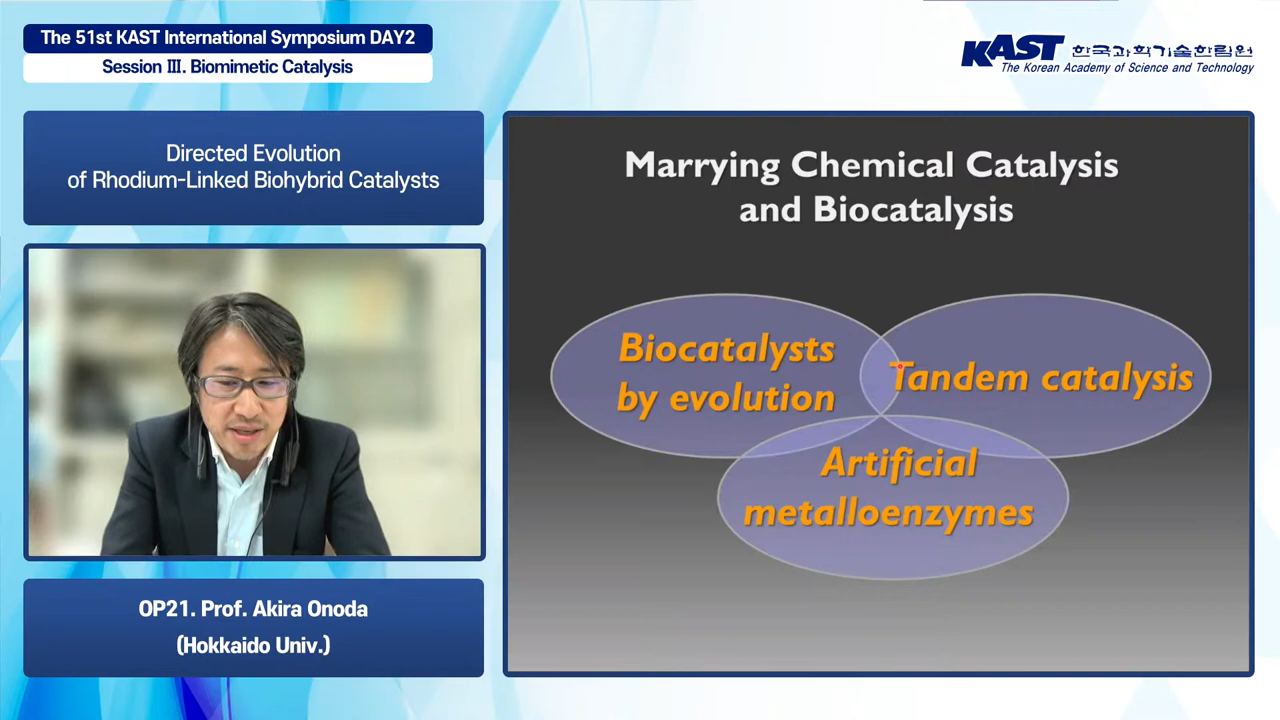 The 51st KAST International Symposium DAY2
Session Ⅲ. Biomimetic Catalysis
KAST 한국과학기술한림원
The Korean Academy of Science and Technology
Directed Evolution
of Rhodium-Linked Biohybrid Catalysts
OP21. Prof. Akira Onoda
(Hokkaido Univ.)
Marrying Chemical Catalysis
and Biocatalysis
Biocatalysts
by evolution
Tandem catalysis
Artificial
metalloenzymes